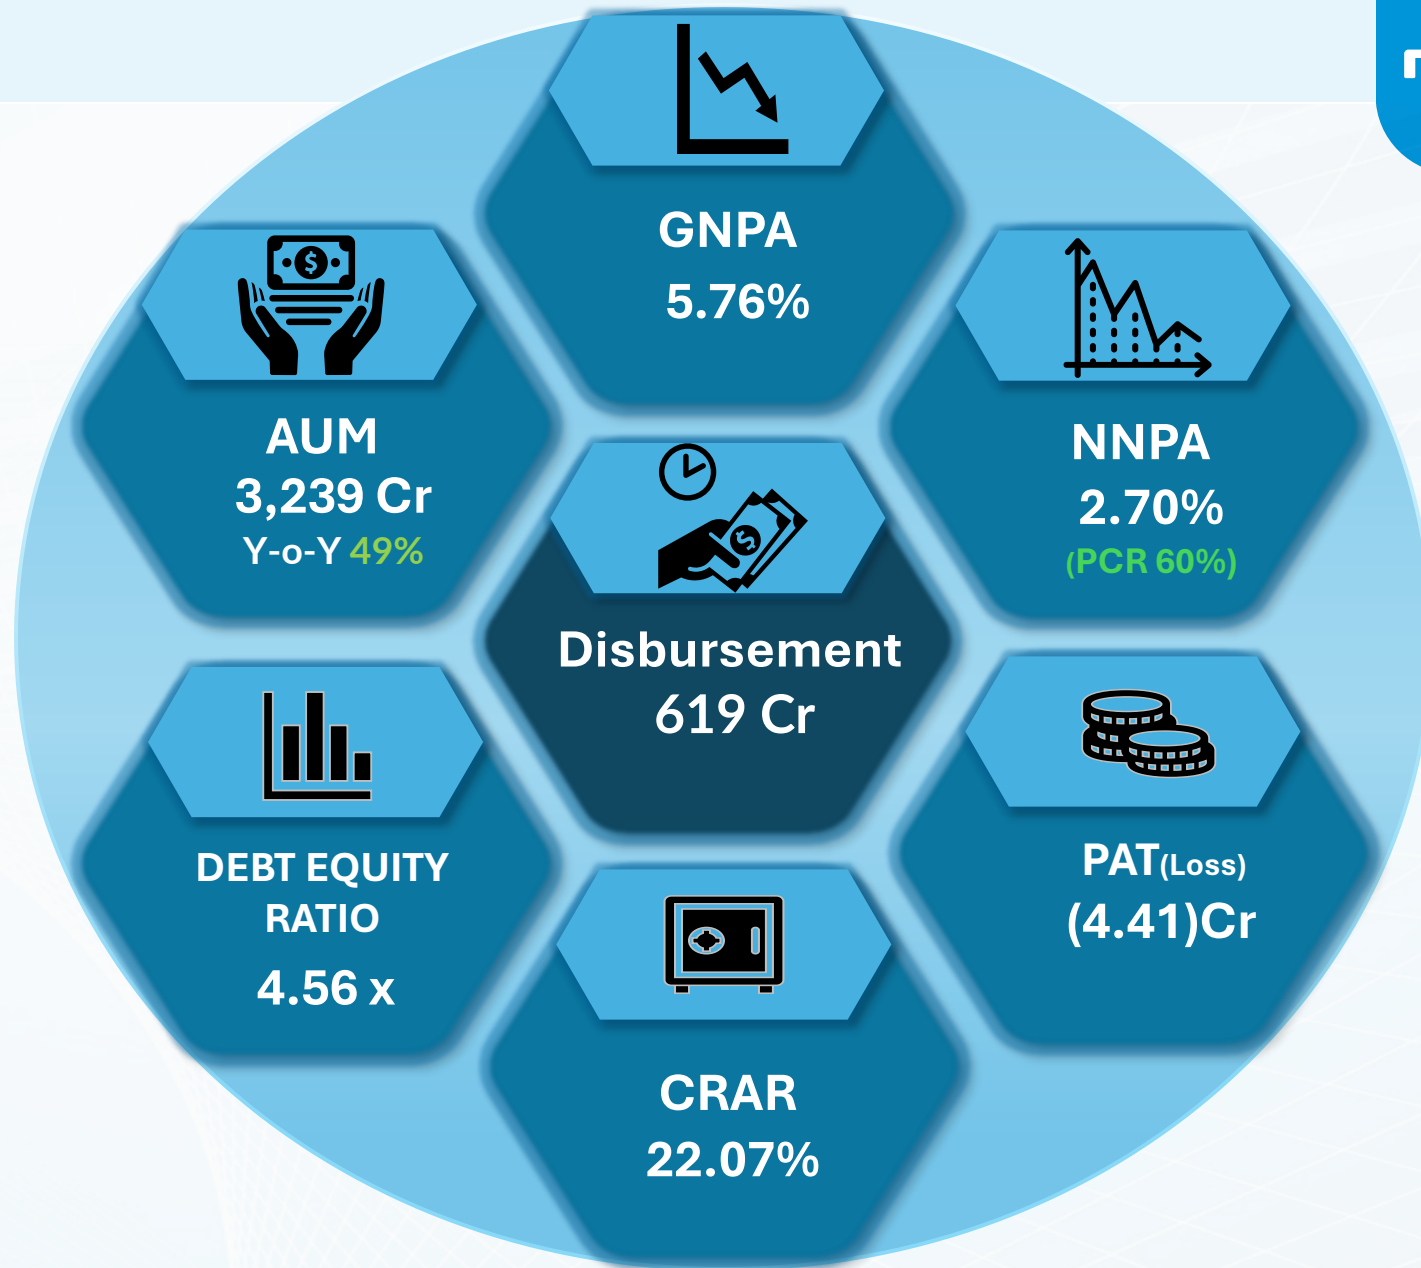 GNPA
5.76%
AUM
3,239 Cr
Y-o-Y 49%
NNPA
2.70%
(PCR 60%)
Disbursement
619 Cr
DEBT EQUITY
RATIO
4.56 x
PAT(Loss)
(4.41)Cr
CRAR
22.07%